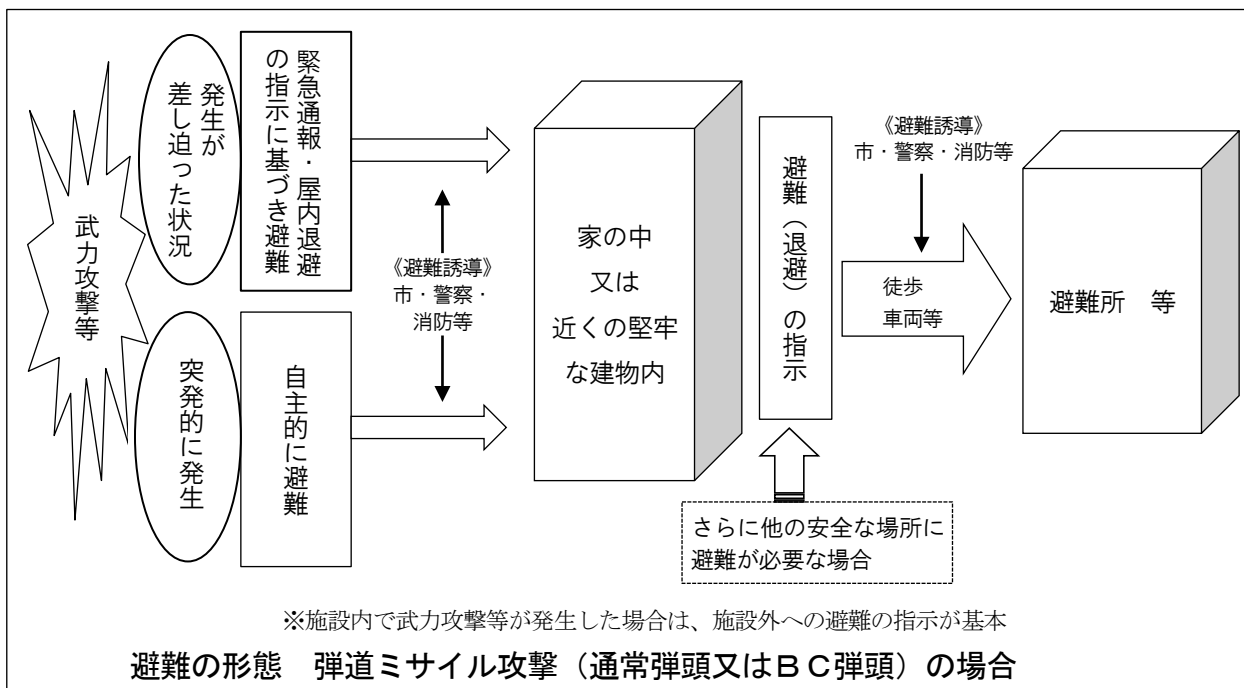 武力攻撃等
発生が
差し迫った状況
緊急通報・屋内退避
の指示に基づき避難
突発的に発生
自主的に避難
《避難誘導》
市・警察・
消防等
家の中
又は
近くの堅牢
な建物内
避難（退避）の指示
さらに他の安全な場所に
避難が必要な場合
《避難誘導》
市・警察・消防等
徒歩
車両等
避難所　等
※施設内で武力攻撃等が発生した場合は、施設外への避難の指示が基本
避難の形態　弾道ミサイル攻撃（通常弾頭又はＢＣ弾頭）の場合